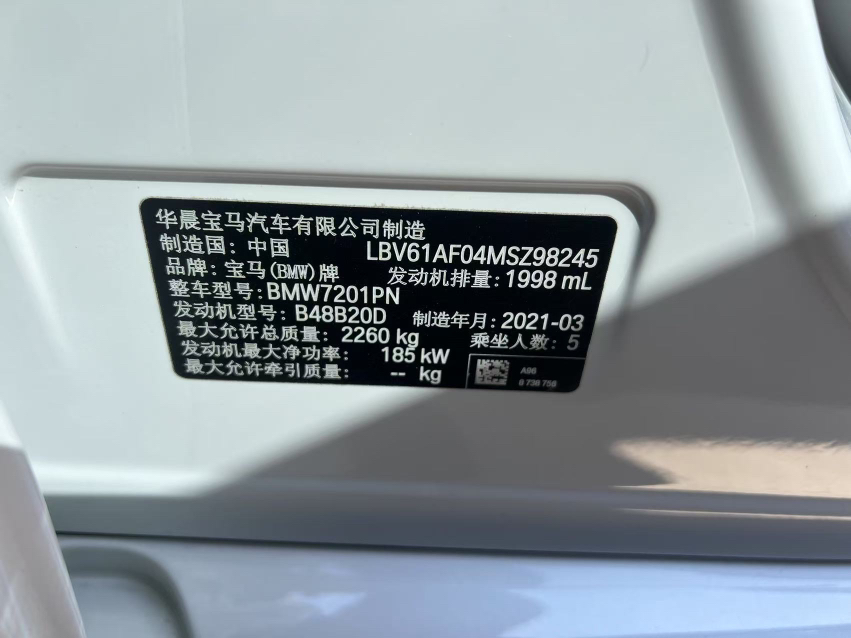 华晨宝马汽车有限公司制造
制造国: 中国 LBV61AF04MSZ98245
品牌: 宝马(BMW)牌 发动机排量: 1998 mL
整车型号: BMW7201PN
发动机型号: B48B20D 制造年月: 2021-03
最大允许总质量: 2260 kg 乘坐人数: 5
发动机最大净功率: 185 kW
最大允许牵引质量: -- kg
A96
8 738 756